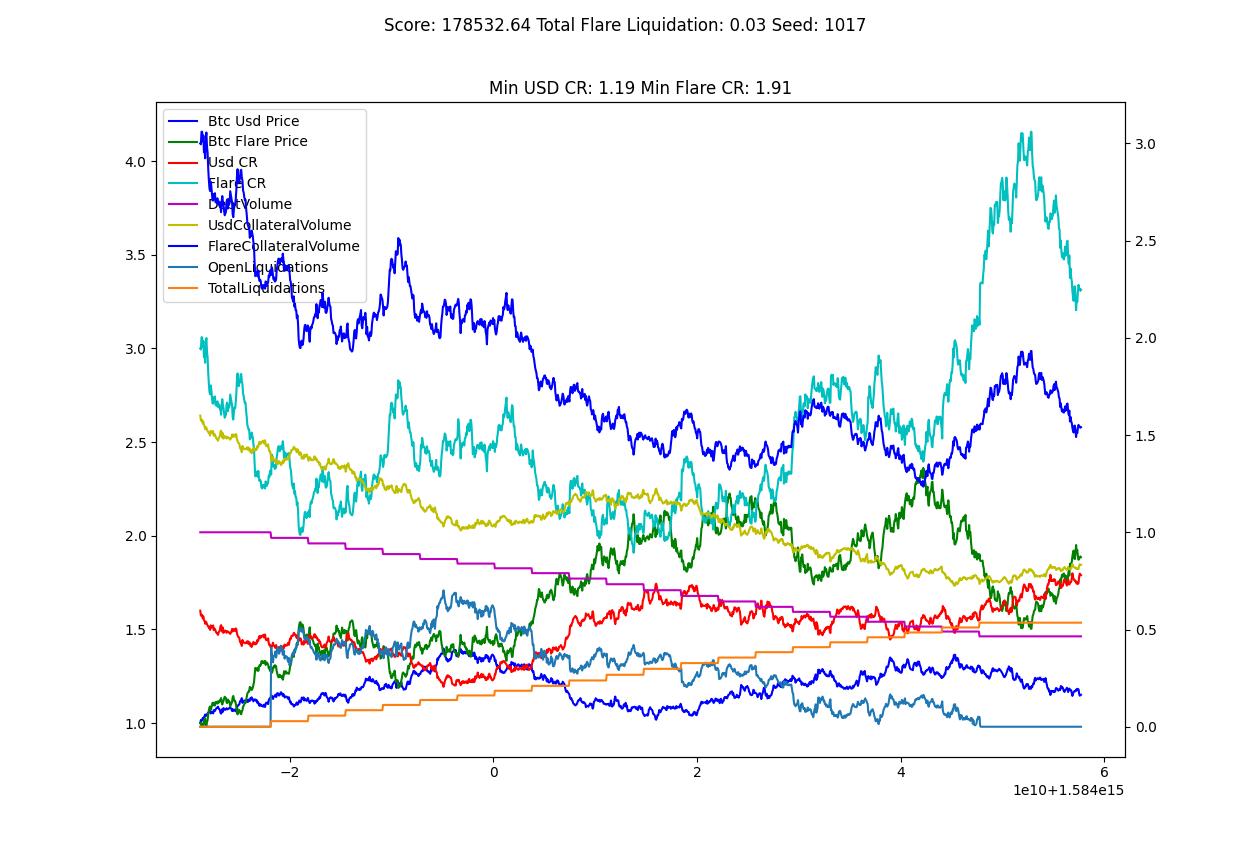 Score: 178532.64 Total Flare Liquidation: 0.03 Seed: 1017
Min USD CR: 1.19 Min Flare CR: 1.91
Btc Usd Price
Btc Flare Price
Usd CR
Flare CR
DebtVolume
UsdCollateralVolume
FlareCollateralVolume
OpenLiquidations
TotalLiquidations
4.0
3.5
3.0
2.5
2.0
1.5
1.0
3.0
2.5
2.0
1.5
1.0
0.5
0.0
−2
0
2
4
6
1e10+1.584e15